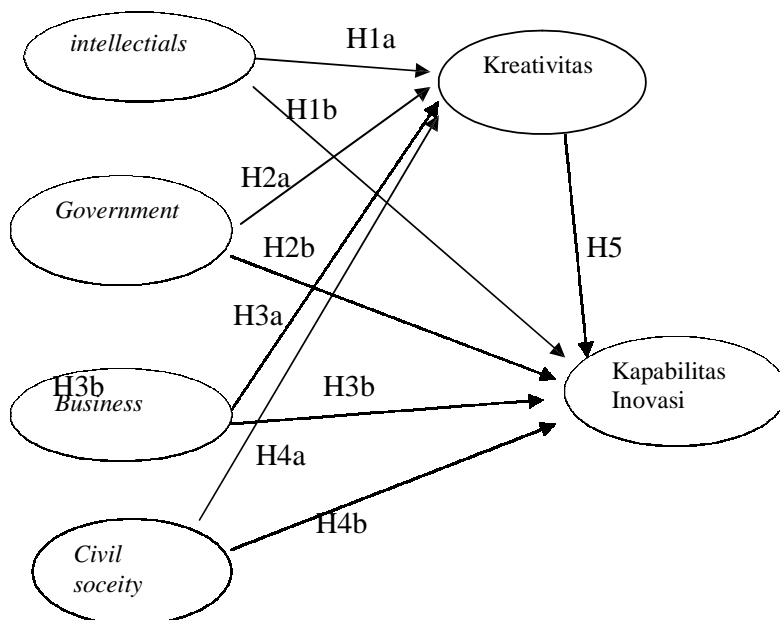 intellectials
H1a
Kreativitas
H1b
H2a
Government
H2b
H5
H3a
H3b
Business
H3b
Kapabilitas
Inovasi
H4a
H4b
Civil
soceity